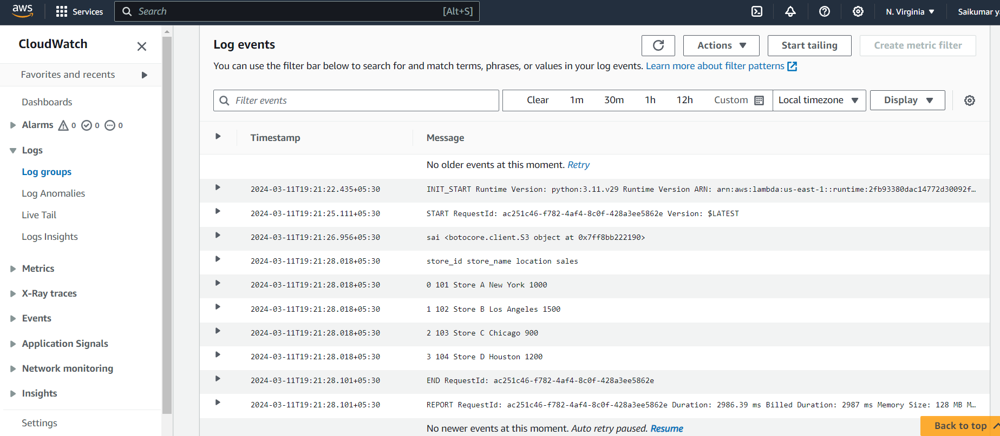 aws Services Search [Alt+S] N. Virginia Saikumar
CloudWatch
Favorites and recents
Dashboards
Alarms 0 0 0
Logs
Log groups
Log Anomalies
Live Tail
Logs Insights
Metrics
X-Ray traces
Events
Application Signals
Network monitoring
Insights
Settings
Log events Actions Start tailing Create metric filter
You can use the filter bar below to search for and match terms, phrases, or values in your log events. Learn more about filter patterns
Filter events Clear 1m 30m 1h 12h Custom Local timezone Display
Timestamp Message
No older events at this moment. Retry
2024-03-11T19:21:22.435+05:30 INIT_START Runtime Version: python:3.11.v29 Runtime Version ARN: arn:aws:lambda:us-east-1::runtime:2fb93380dac14772d30092f…
2024-03-11T19:21:25.111+05:30 START RequestId: ac251c46-f782-4af4-8c0f-428a3ee5862e Version: $LATEST
2024-03-11T19:21:26.956+05:30 sai <botocore.client.S3 object at 0x7ff8bb222190>
2024-03-11T19:21:28.018+05:30 store_id store_name location sales
2024-03-11T19:21:28.018+05:30 0 101 Store A New York 1000
2024-03-11T19:21:28.018+05:30 1 102 Store B Los Angeles 1500
2024-03-11T19:21:28.018+05:30 2 103 Store C Chicago 900
2024-03-11T19:21:28.018+05:30 3 104 Store D Houston 1200
2024-03-11T19:21:28.101+05:30 END RequestId: ac251c46-f782-4af4-8c0f-428a3ee5862e
2024-03-11T19:21:28.101+05:30 REPORT RequestId: ac251c46-f782-4af4-8c0f-428a3ee5862e Duration: 2986.39 ms Billed Duration: 2987 ms Memory Size: 128 MB M…
No newer events at this moment. Auto retry paused. Resume
Back to top